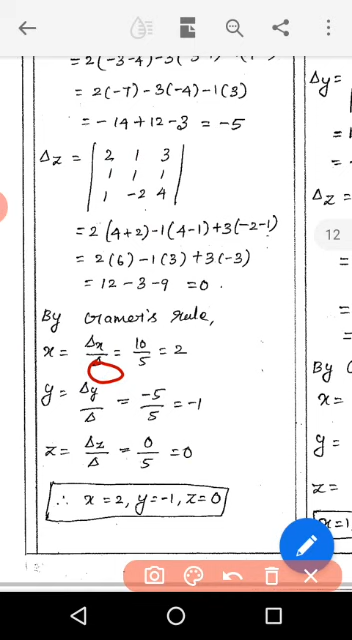 = 2(-3-4)-3(
= 2(-7) - 3(-4) - 1(3)
= -14 + 12 - 3 = -5
Δz = | 2 1 3 |
| 1 1 1 |
| 1 -2 4 |
= 2(4+2) - 1(4-1) + 3(-2-1)
= 2(6) - 1(3) + 3(-3)
= 12 - 3 - 9 = 0.
By Cramer's Rule,
x = Δx/Δ = 10/5 = 2
y = Δy/Δ = -5/5 = -1
z = Δz/Δ = 0/5 = 0
∴ x = 2, y = -1, z = 0
Δy =
Δz =
12
By
x =
y =
z =
x=1